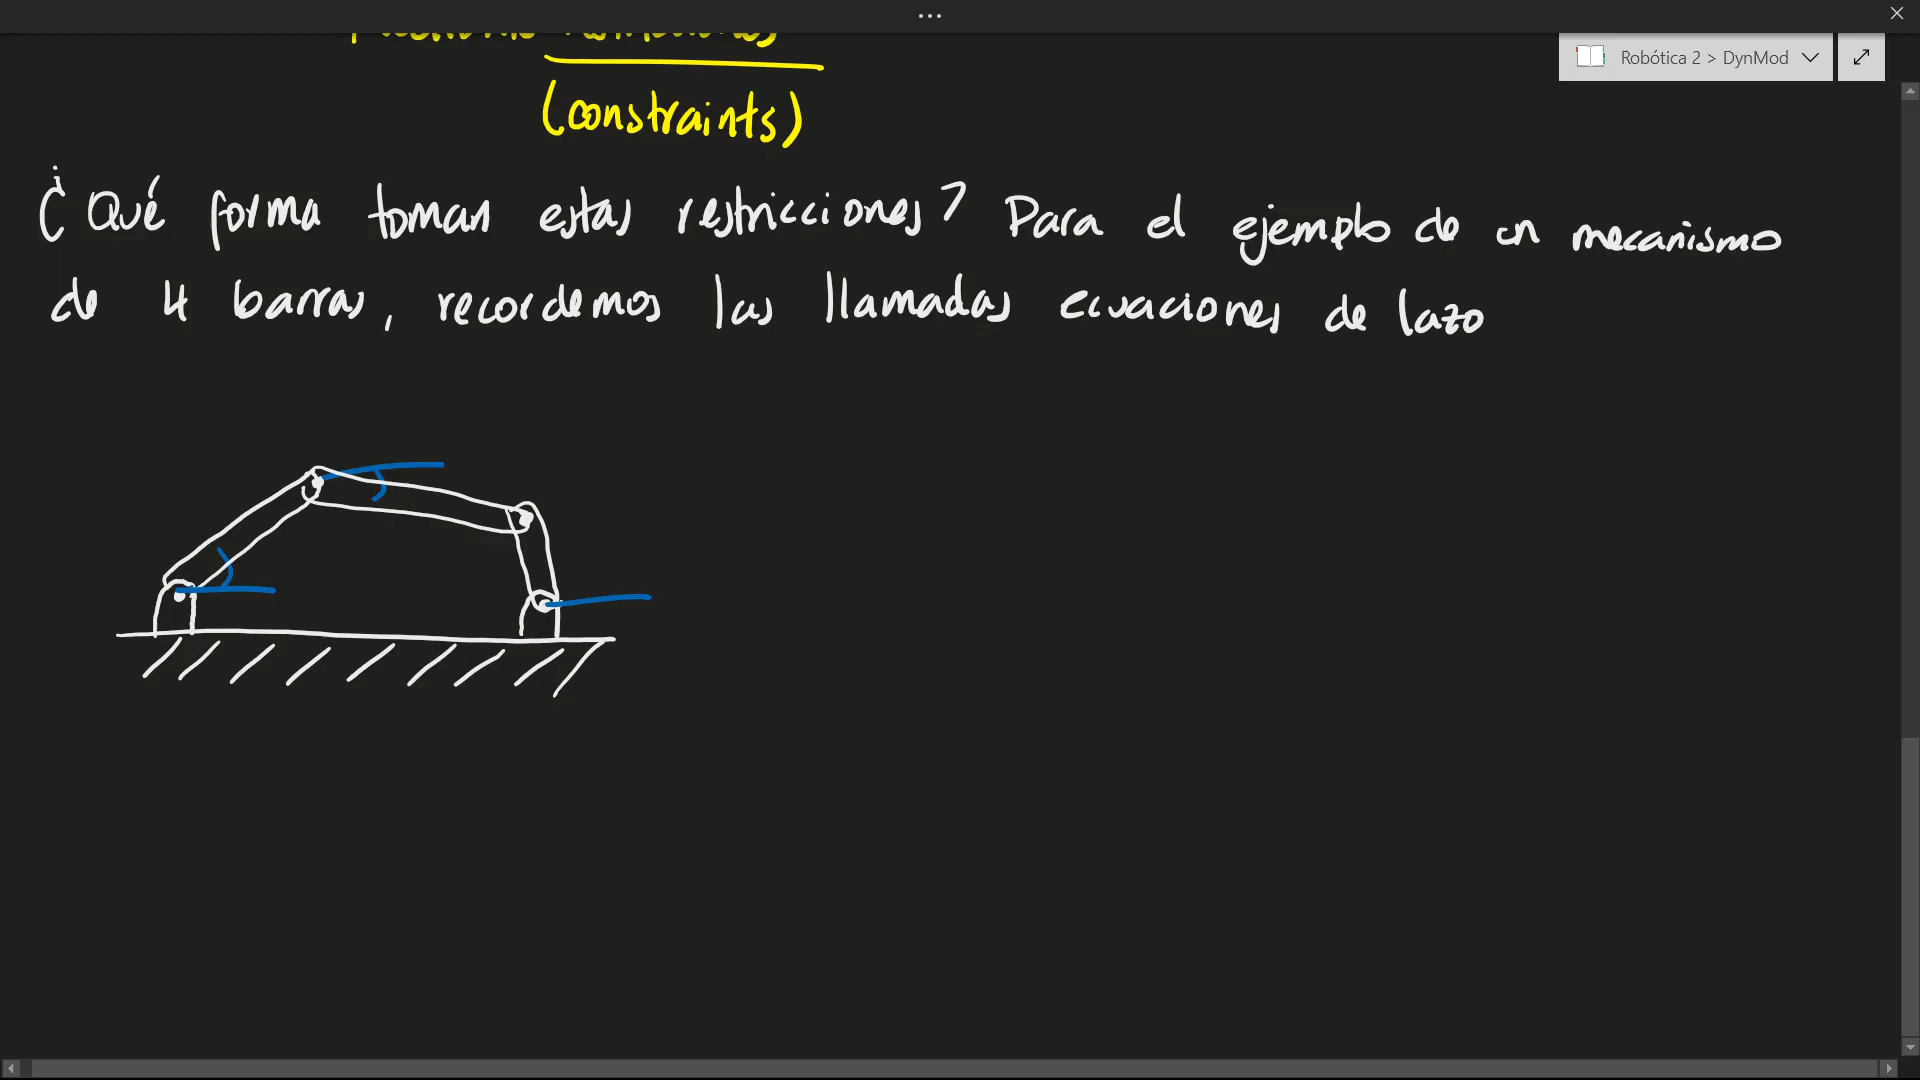 Robótica 2 > DynMod
(constraints)
¿Qué forma toman estas restricciones? Para el ejemplo de un mecanismo
de 4 barras, recordemos las llamadas ecuaciones de lazo